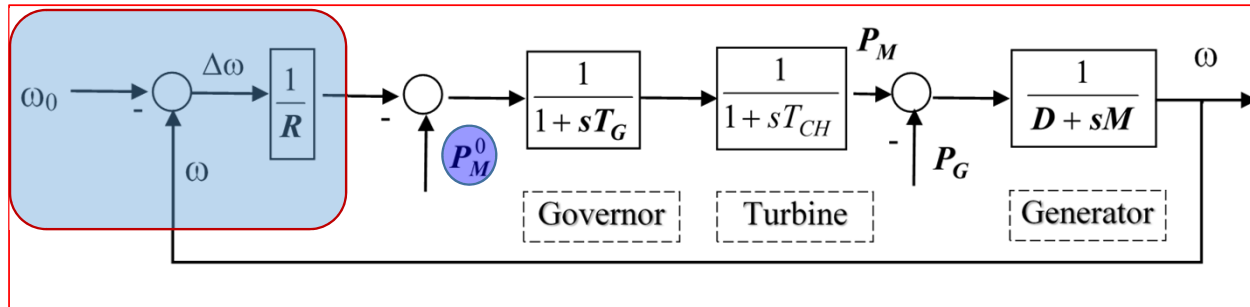 ω₀
-
Δω
1
R
ω
-
P_M^0
1
1 + sT_G
Governor
1
1 + sT_CH
Turbine
P_M
-
P_G
1
D + sM
Generator
ω